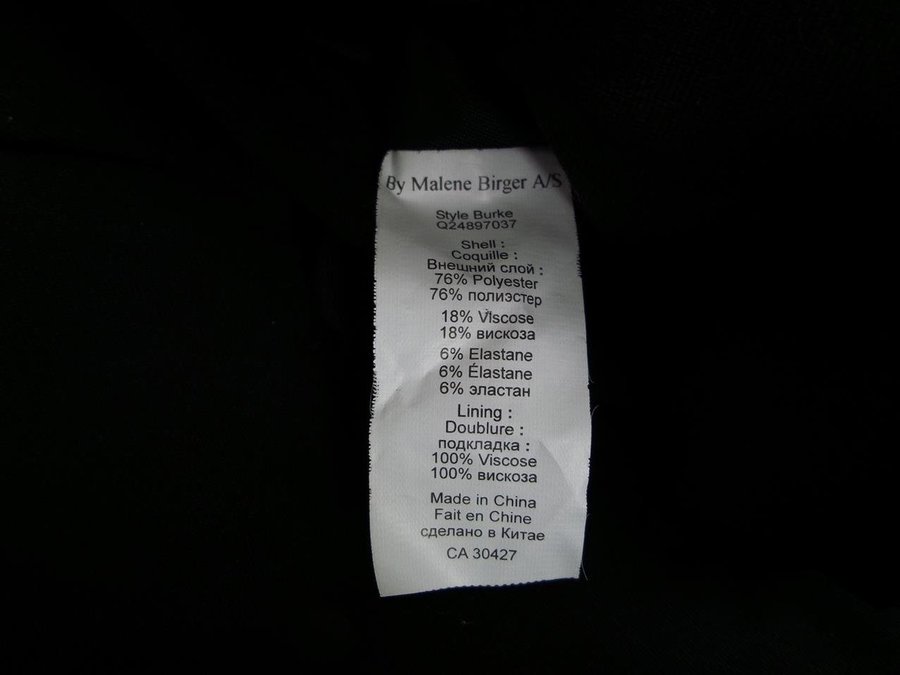 By Malene Birger A/S
Style Burke
Q24897037
Shell :
Coquille :
Внешний слой :
76% Polyester
76% полиэстер
18% Viscose
18% вискоза
6% Elastane
6% Élastane
6% эластан
Lining :
Doublure :
подкладка :
100% Viscose
100% вискоза
Made in China
Fait en Chine
сделано в Китае
CA 30427